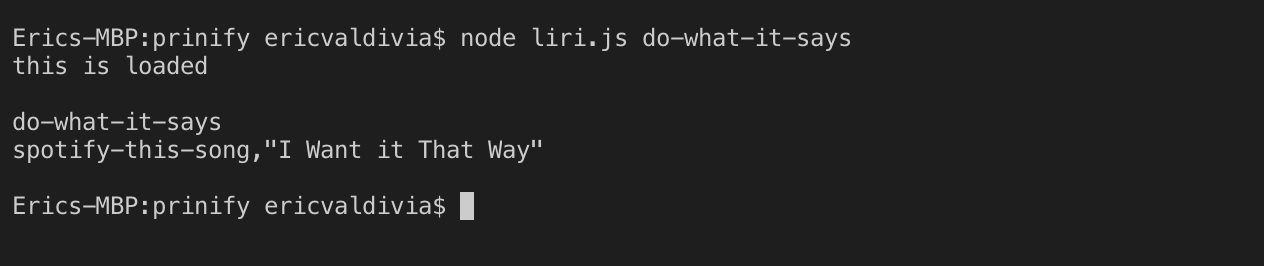 Erics-MBP:prinify ericvaldivia$ node liri.js do-what-it-says
this is loaded
do-what-it-says
spotify-this-song,"I Want it That Way"
Erics-MBP:prinify ericvaldivia$